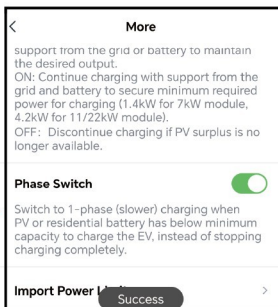 More
support from the grid or battery to maintain
the desired output.
ON: Continue charging with support from the
grid and battery to secure minimum required
power for charging (1.4kW for 7kW module,
4.2kW for 11/22kW module).
OFF: Discontinue charging if PV surplus is no
longer available.
Phase Switch
Switch to 1-phase (slower) charging when
PV or residential battery has below minimum
capacity to charge the EV, instead of stopping
charging completely.
Import Power
Success